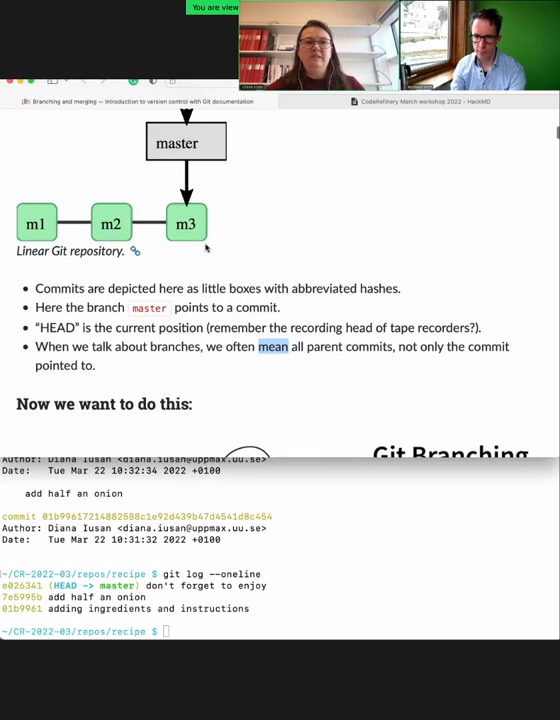 You are view
Branching and merging — Introduction to version control with Git documentation
CodeRefinery March workshop 2022 - HackMD
master
m1
m2
m3
Linear Git repository.
• Commits are depicted here as little boxes with abbreviated hashes.
• Here the branch master points to a commit.
• “HEAD” is the current position (remember the recording head of tape recorders?).
• When we talk about branches, we often mean all parent commits, not only the commit
pointed to.
Now we want to do this:
Git Branching
Author: Diana Iusan <diana.iusan@uppmax.uu.se>
Date:   Tue Mar 22 10:32:34 2022 +0100
add half an onion
commit 01b99617214882588c1e92d439b47d4541d8c454
Author: Diana Iusan <diana.iusan@uppmax.uu.se>
Date:   Tue Mar 22 10:31:32 2022 +0100
~/CR-2022-03/repos/recipe $ git log --oneline
e026341 (HEAD -> master) don't forget to enjoy
7e5995b add half an onion
01b9961 adding ingredients and instructions
~/CR-2022-03/repos/recipe $